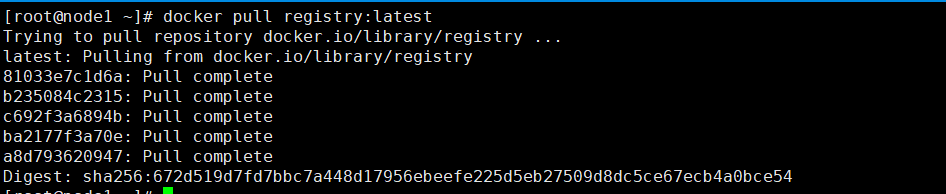 [root@node1 ~]# docker pull registry:latest
Trying to pull repository docker.io/library/registry ...
latest: Pulling from docker.io/library/registry
81033e7c1d6a: Pull complete
b235084c2315: Pull complete
c692f3a6894b: Pull complete
ba2177f3a70e: Pull complete
a8d793620947: Pull complete
Digest: sha256:672d519d7fd7bbc7a448d17956ebeefe225d5eb27509d8dc5ce67ecb4a0bce54
[root@node1 ~]#